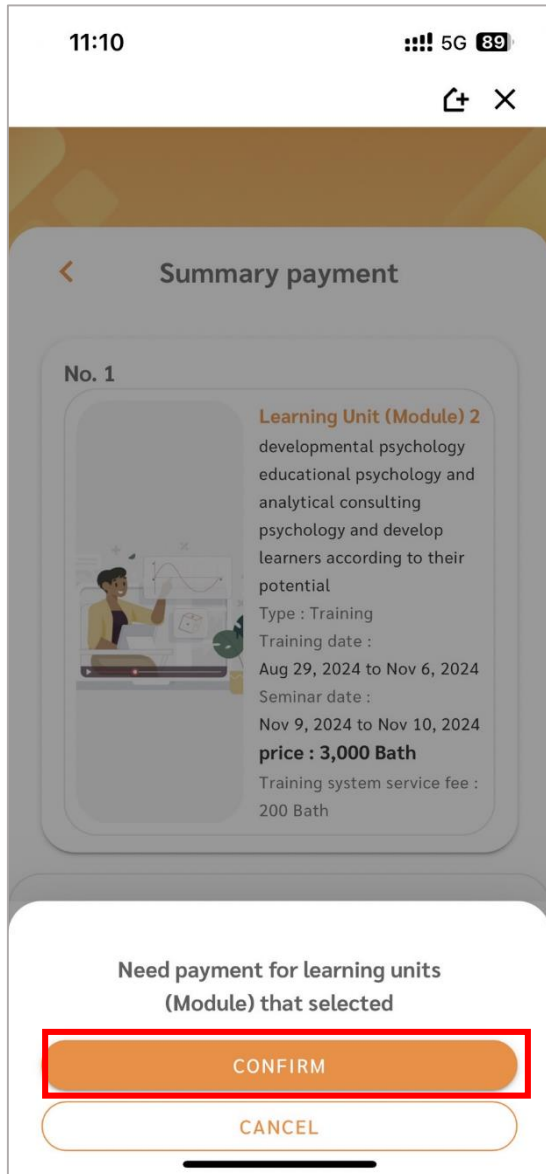 11:10
5G 89
Summary payment
No. 1
Learning Unit (Module) 2
developmental psychology
educational psychology and
analytical consulting
psychology and develop
learners according to their
potential
Type : Training
Training date :
Aug 29, 2024 to Nov 6, 2024
Seminar date :
Nov 9, 2024 to Nov 10, 2024
price : 3,000 Bath
Training system service fee :
200 Bath
Need payment for learning units
(Module) that selected
CONFIRM
CANCEL